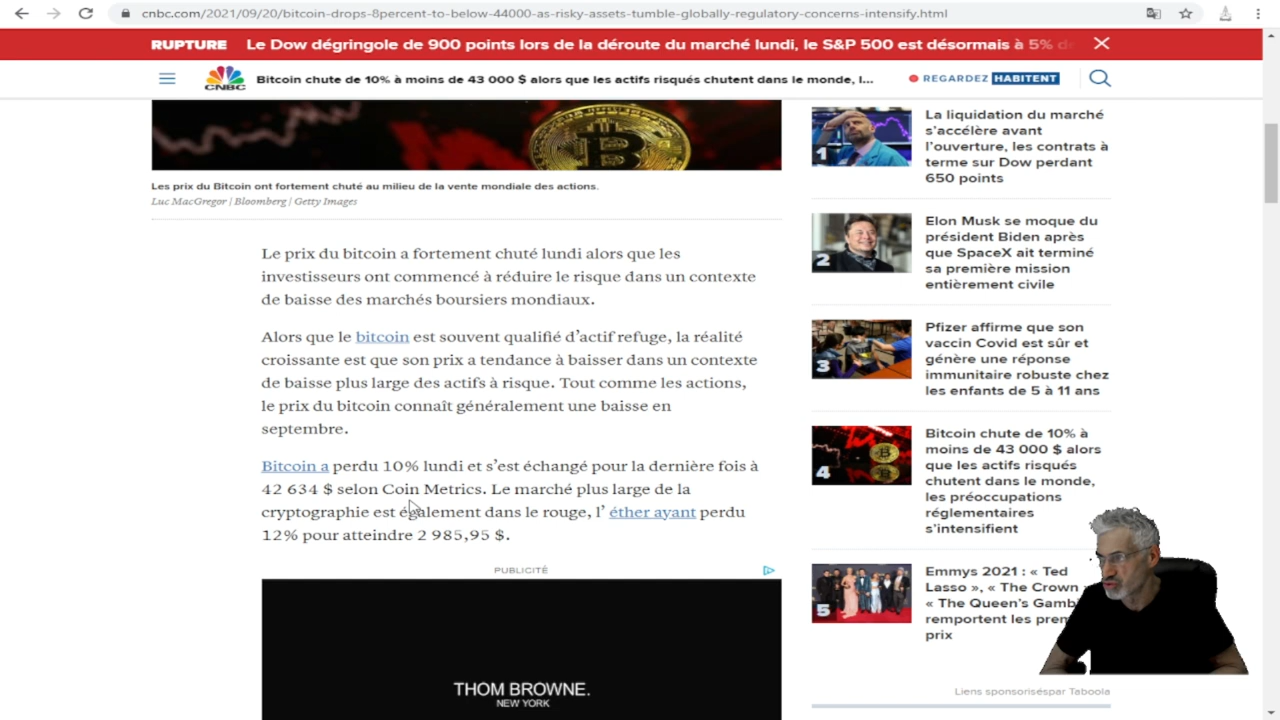 cnbc.com/2021/09/20/bitcoin-drops-8percent-to-below-44000-as-risky-assets-tumble-globally-regulatory-concerns-intensify.html
RUPTURE Le Dow dégringole de 900 points lors de la déroute du marché lundi, le S&P 500 est désormais à 5%
CNBC
Bitcoin chute de 10% à moins de 43 000 $ alors que les actifs risqués chutent dans le monde, l...
REGARDEZ HABITENT
Les prix du Bitcoin ont fortement chuté au milieu de la vente mondiale des actions.
Luc MacGregor | Bloomberg | Getty Images
Le prix du bitcoin a fortement chuté lundi alors que les
investisseurs ont commencé à réduire le risque dans un contexte
de baisse des marchés boursiers mondiaux.
Alors que le bitcoin est souvent qualifié d'actif refuge, la réalité
croissante est que son prix a tendance à baisser dans un contexte
de baisse plus large des actifs à risque. Tout comme les actions,
le prix du bitcoin connaît généralement une baisse en
septembre.
Bitcoin a perdu 10% lundi et s'est échangé pour la dernière fois à
42 634 $ selon Coin Metrics. Le marché plus large de la
cryptographie est également dans le rouge, l' éther ayant perdu
12% pour atteindre 2 985,95 $.
PUBLICITÉ
THOM BROWNE.
NEW YORK
1
La liquidation du marché
s'accélère avant
l'ouverture, les contrats à
terme sur Dow perdant
650 points
2
Elon Musk se moque du
président Biden après
que SpaceX ait terminé
sa première mission
entièrement civile
3
Pfizer affirme que son
vaccin Covid est sûr et
génère une réponse
immunitaire robuste chez
les enfants de 5 à 11 ans
4
Bitcoin chute de 10% à
moins de 43 000 $ alors
que les actifs risqués
chutent dans le monde,
les préoccupations
réglementaires
s'intensifient
5
Emmys 2021 : « Ted
Lasso », « The Crown
« The Queen's
remportent les
prix
Liens sponsoriséspar Taboola